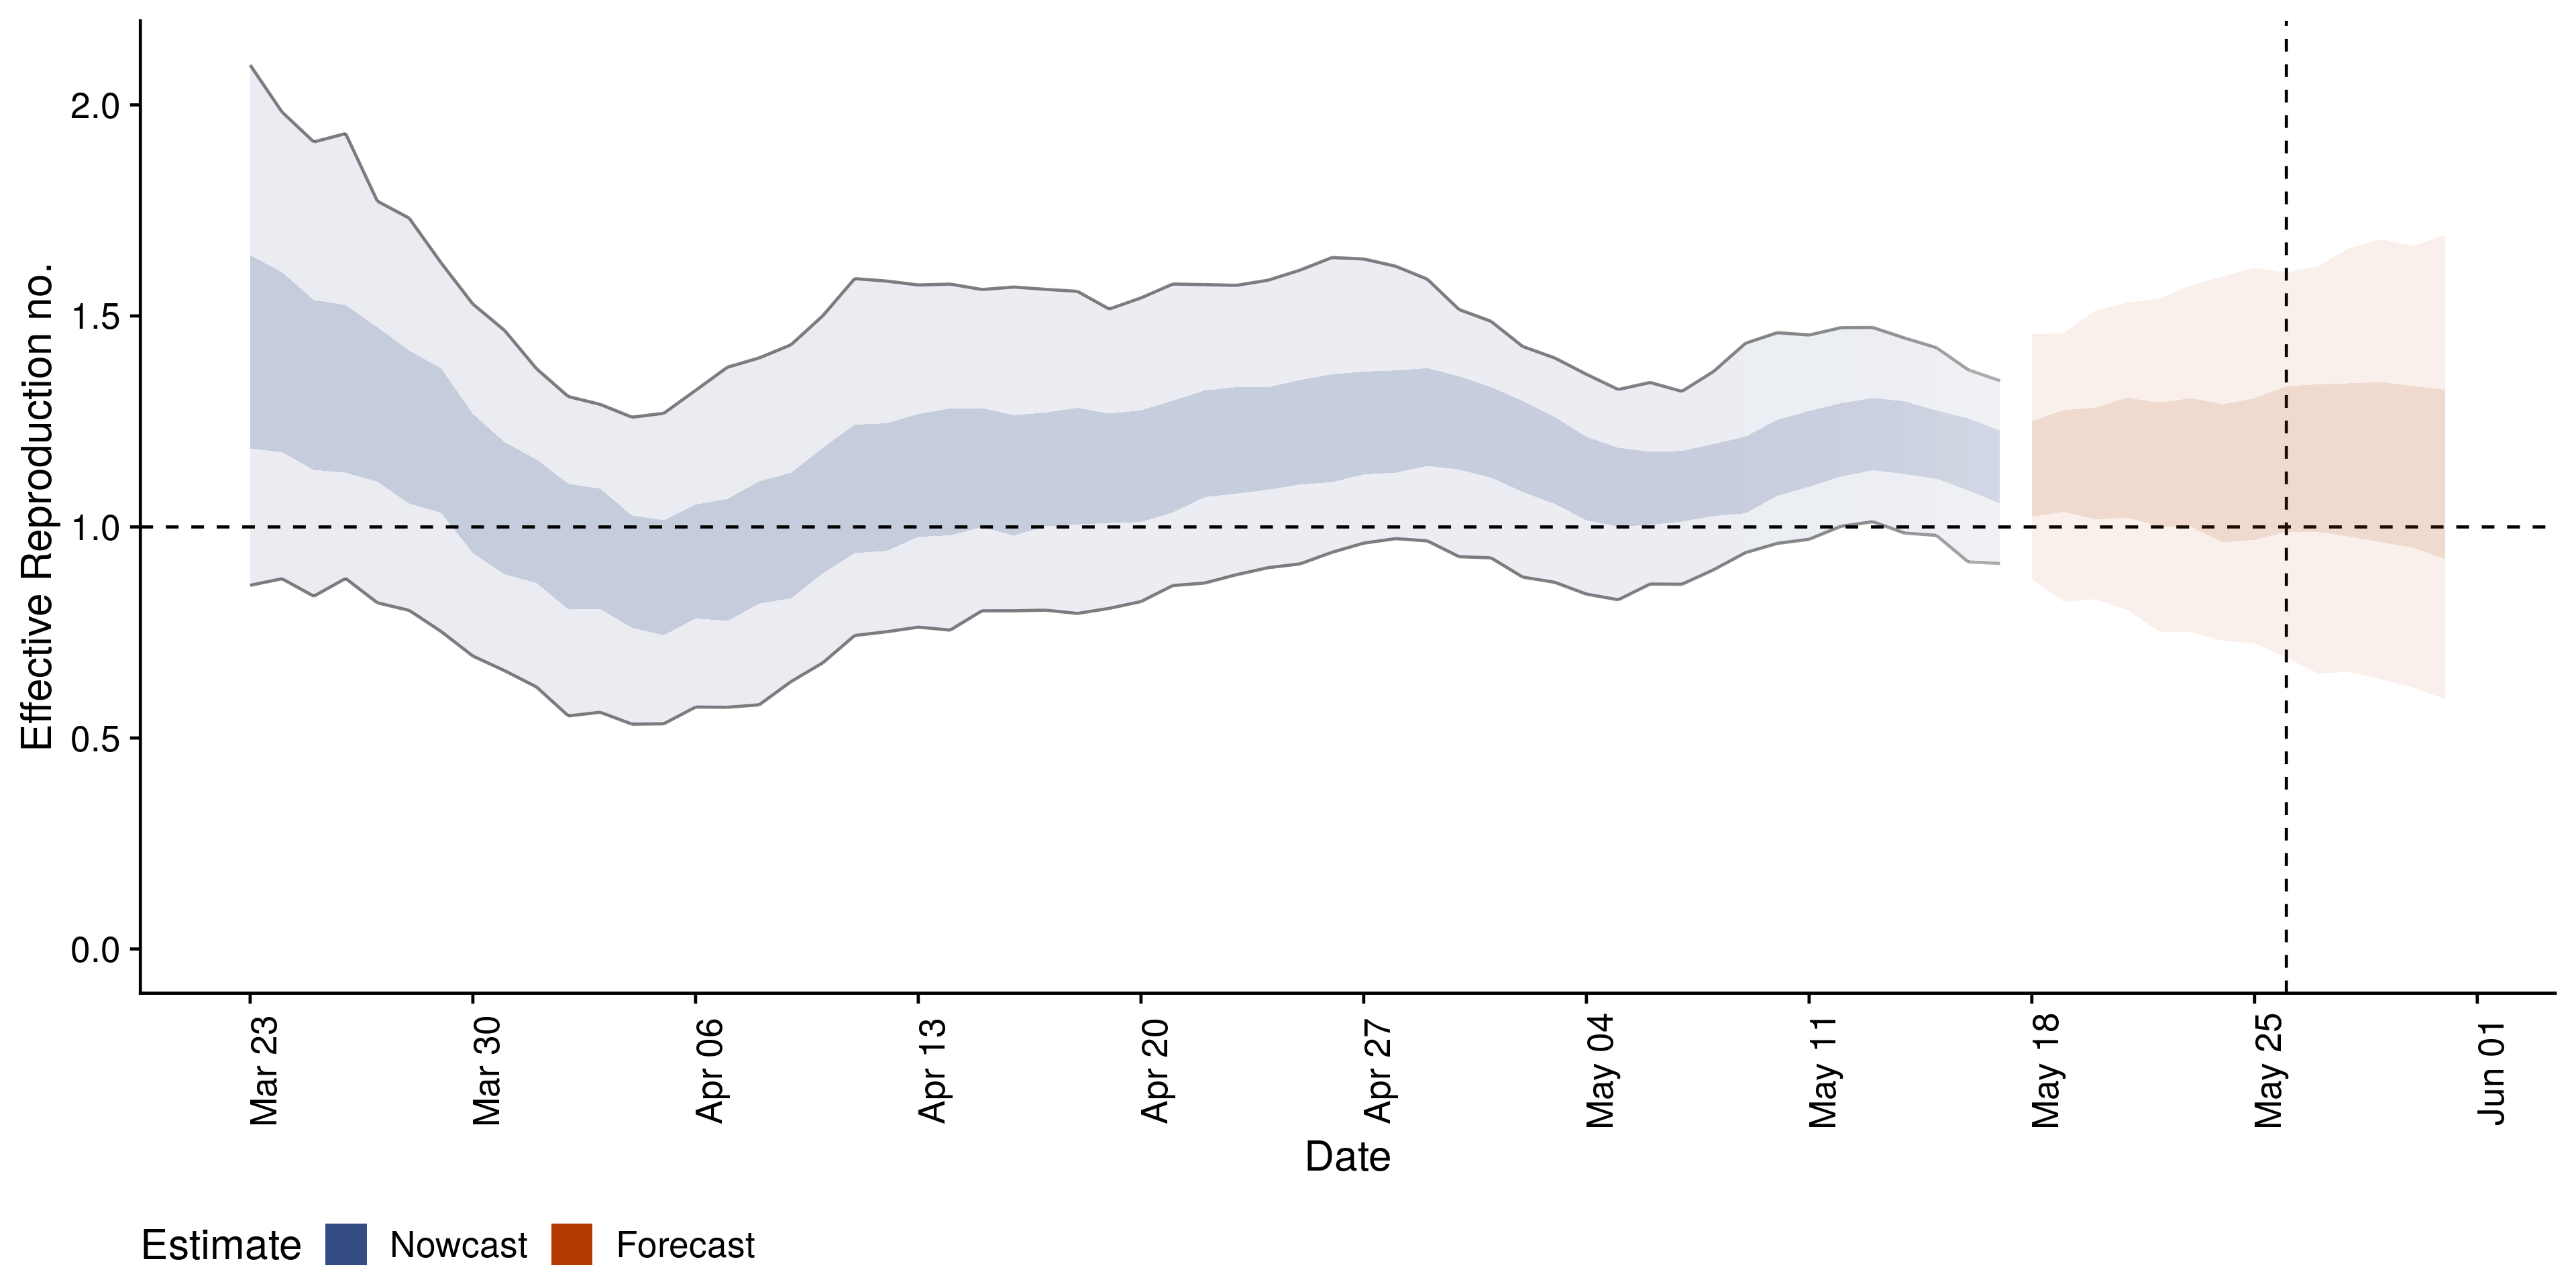 Effective Reproduction no.
2.0
1.5
1.0
0.5
0.0
Mar 23
Mar 30
Apr 06
Apr 13
Apr 20
Apr 27
May 04
May 11
May 18
May 25
Jun 01
Date
Estimate Nowcast Forecast